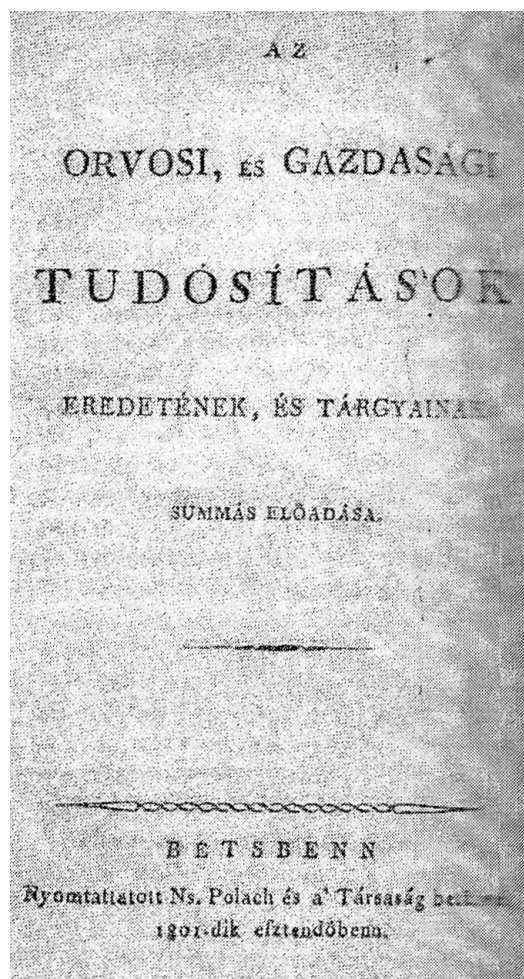 AZ
ORVOSI, ÉS GAZDASÁGI
TUDÓSÍTÁSOK
EREDETÉNEK, ÉS TÁRGYAINAK
SUMMÁS ELŐADÁSA.
BETSBENN
Nyomtattatott Ns. Polach és a' Társaság
1801-dik esztendőbenn.